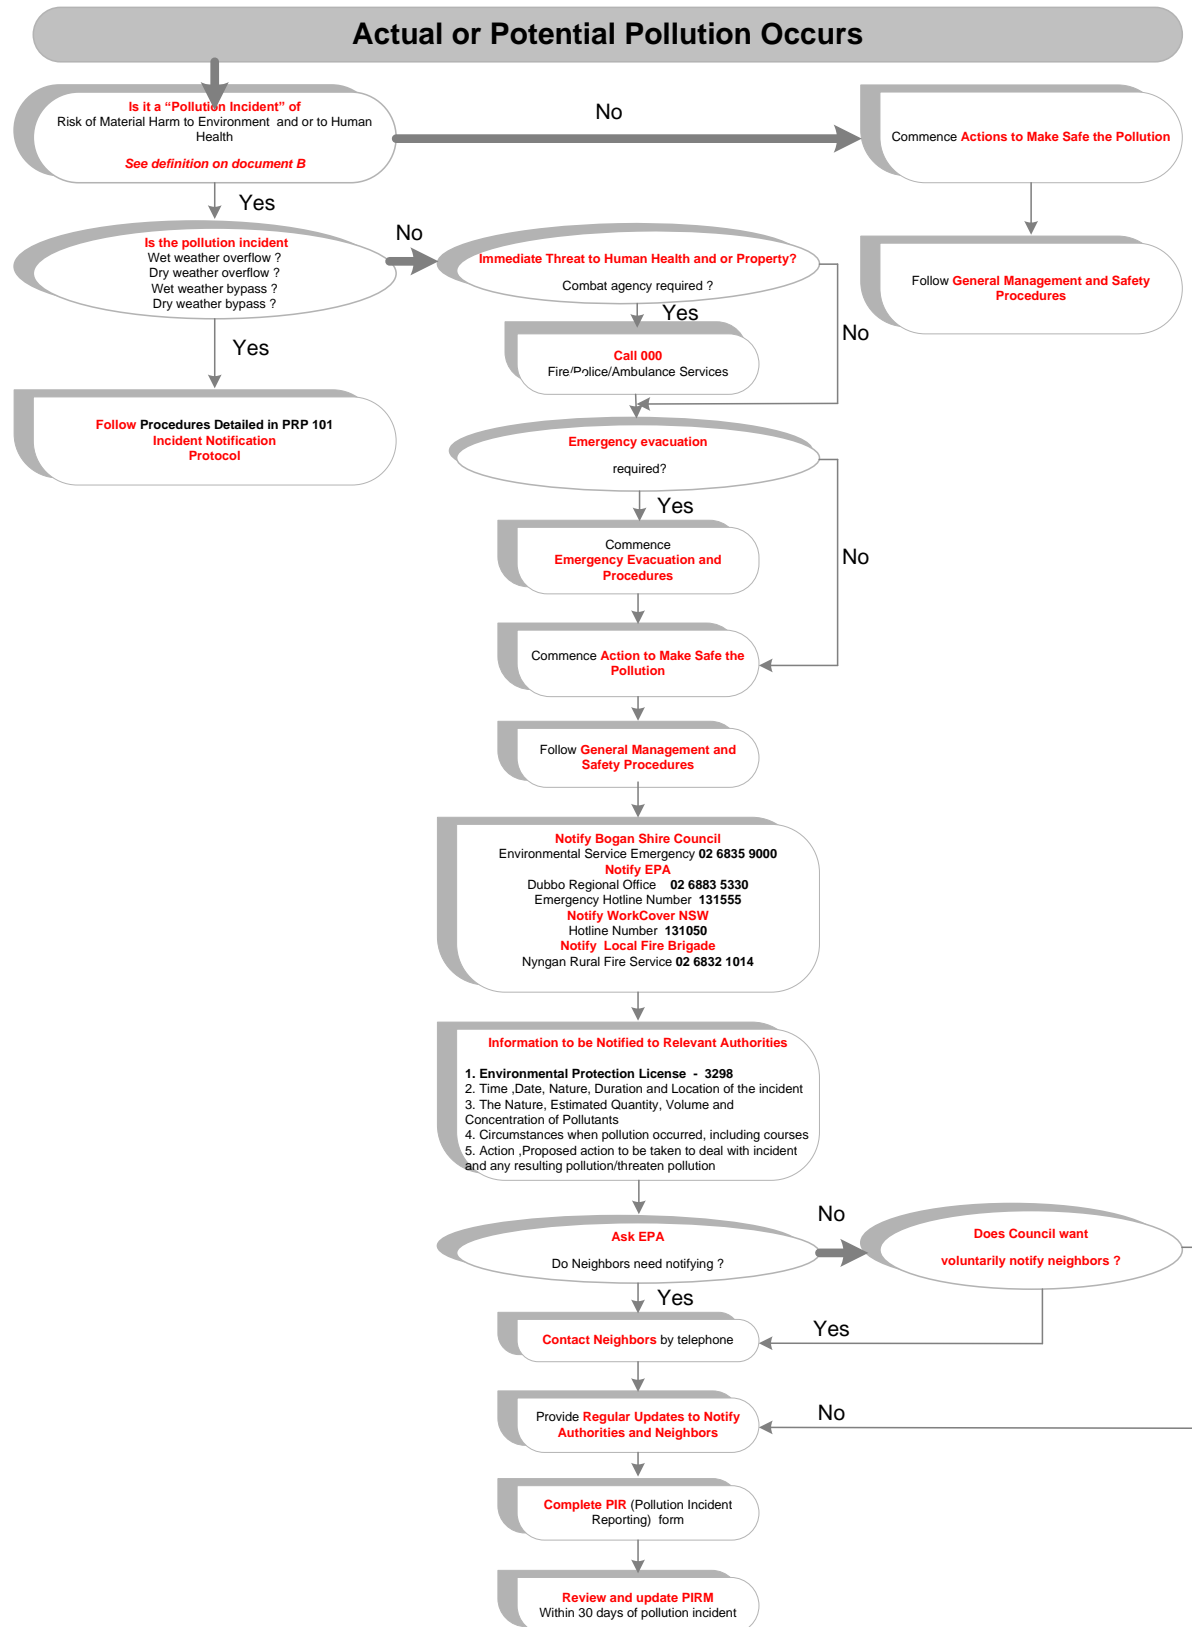 Actual or Potential Pollution Occurs
Is it a “Pollution Incident” of
Risk of Material Harm to Environment and or to Human
Health
See definition on document B
No
Commence Actions to Make Safe the Pollution
Yes
Follow General Management and Safety
Procedures
Is the pollution incident
Wet weather overflow ?
Dry weather overflow ?
Wet weather bypass ?
Dry weather bypass ?
No
Immediate Threat to Human Health and or Property?
Combat agency required ?
Yes
No
Yes
Call 000
Fire/Police/Ambulance Services
Follow Procedures Detailed in PRP 101
Incident Notification
Protocol
Emergency evacuation
required?
Yes
No
Commence
Emergency Evacuation and
Procedures
Commence Action to Make Safe the
Pollution
Follow General Management and
Safety Procedures
Notify Bogan Shire Council
Environmental Service Emergency 02 6835 9000
Notify EPA
Dubbo Regional Office 02 6883 5330
Emergency Hotline Number 131555
Notify WorkCover NSW
Hotline Number 131050
Notify Local Fire Brigade
Nyngan Rural Fire Service 02 6832 1014
Information to be Notified to Relevant Authorities
1. Environmental Protection License - 3298
2. Time ,Date, Nature, Duration and Location of the incident
3. The Nature, Estimated Quantity, Volume and
Concentration of Pollutants
4. Circumstances when pollution occurred, including courses
5. Action ,Proposed action to be taken to deal with incident
and any resulting pollution/threaten pollution
Ask EPA
Do Neighbors need notifying ?
No
Does Council want
voluntarily notify neighbors ?
Yes
Contact Neighbors by telephone
Yes
Provide Regular Updates to Notify
Authorities and Neighbors
No
Complete PIR (Pollution Incident
Reporting) form
Review and update PIRM
Within 30 days of pollution incident